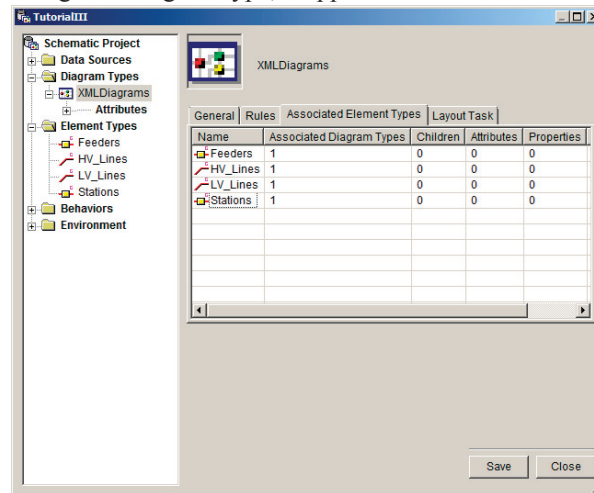 TutorialIII
Schematic Project
Data Sources
Diagram Types
XMLDiagrams
Attributes
Element Types
Feeders
HV_Lines
LV_Lines
Stations
Behaviors
Environment
XMLDiagrams
General Rules Associated Element Types Layout Task
Name Associated Diagram Types Children Attributes Properties
Feeders 1 0 0 0
HV_Lines 1 0 0 0
LV_Lines 1 0 0 0
Stations 1 0 0 0
Save Close